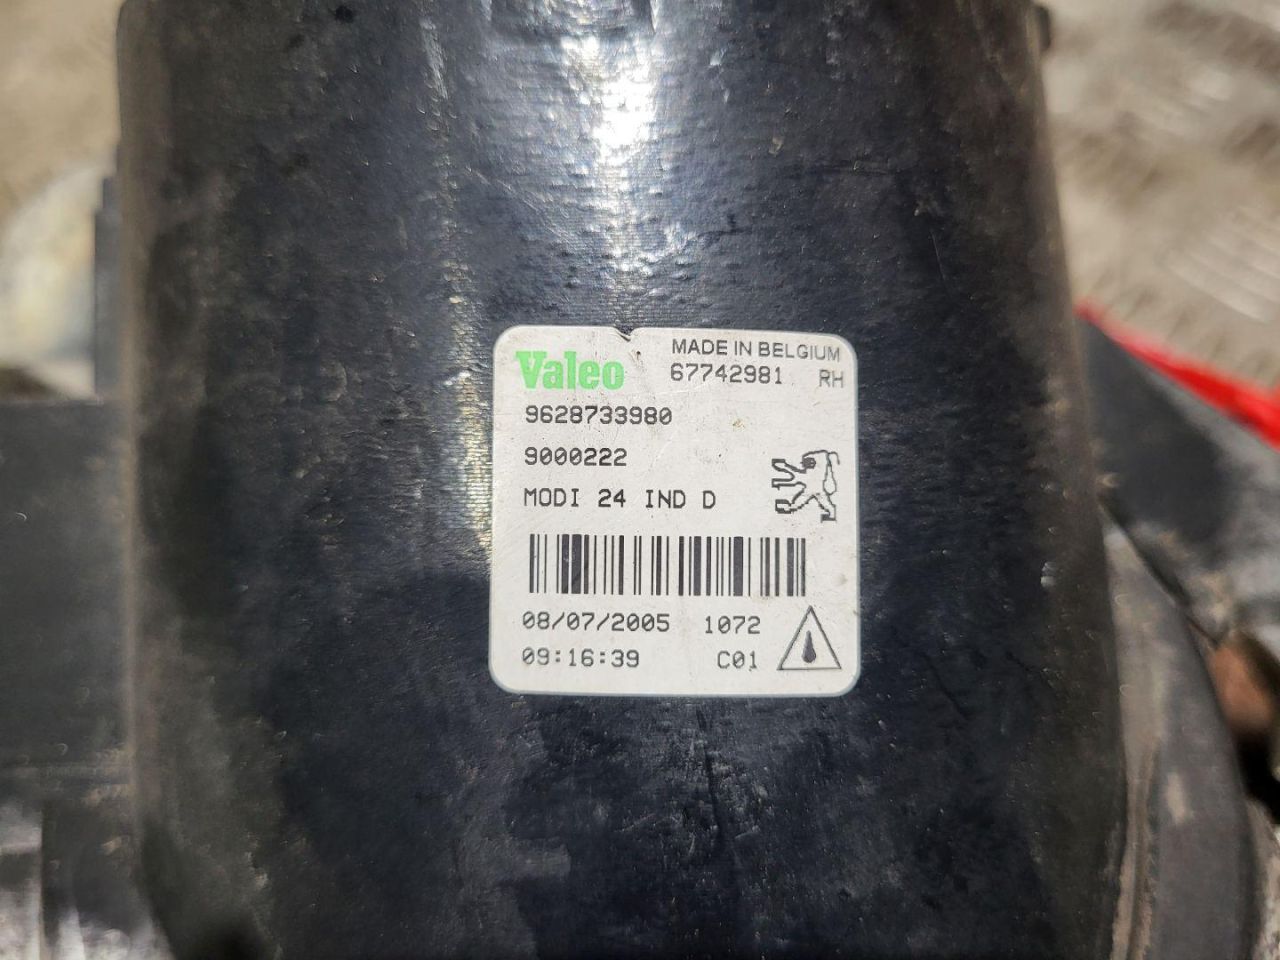 Valeo MADE IN BELGIUM
67742981 RH
9628733980
9000222
MODI 24 IND D
08/07/2005 1072
09:16:39 C01